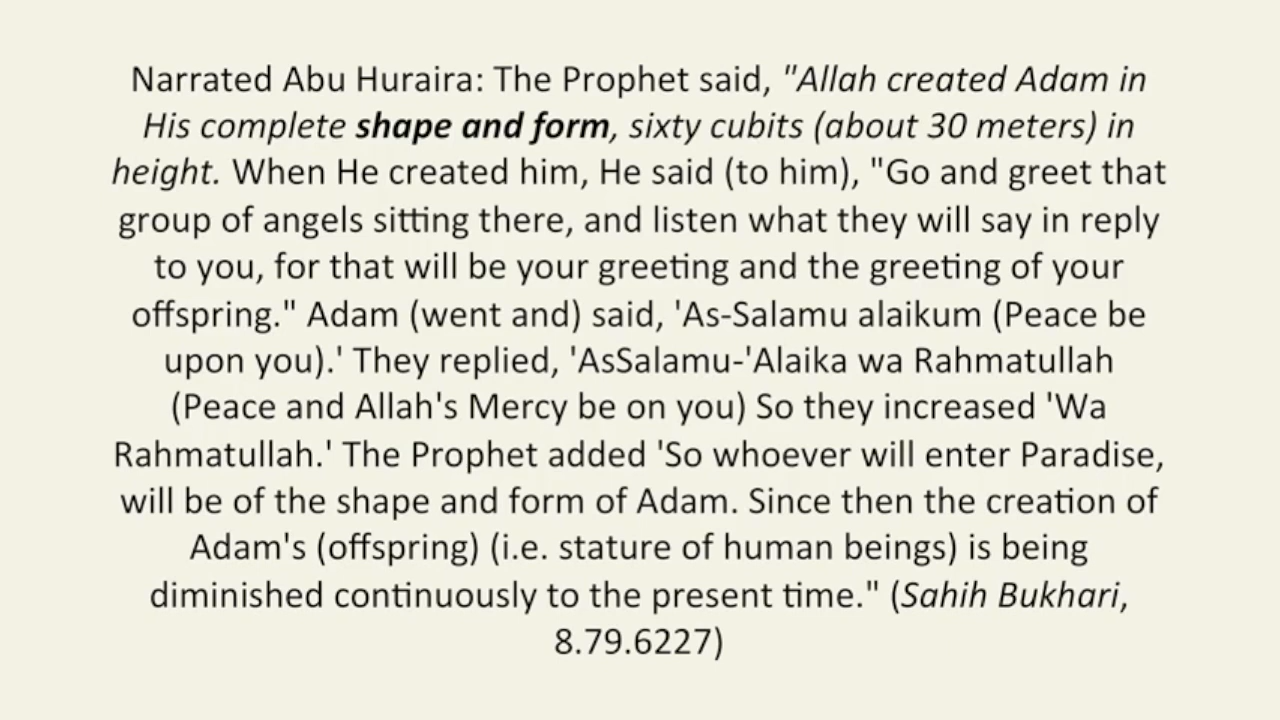 Narrated Abu Huraira: The Prophet said, "Allah created Adam in
His complete shape and form, sixty cubits (about 30 meters) in
height. When He created him, He said (to him), "Go and greet that
group of angels sitting there, and listen what they will say in reply
to you, for that will be your greeting and the greeting of your
offspring." Adam (went and) said, 'As-Salamu alaikum (Peace be
upon you).' They replied, 'AsSalamu-'Alaika wa Rahmatullah
(Peace and Allah's Mercy be on you) So they increased 'Wa
Rahmatullah.' The Prophet added 'So whoever will enter Paradise,
will be of the shape and form of Adam. Since then the creation of
Adam's (offspring) (i.e. stature of human beings) is being
diminished continuously to the present time." (Sahih Bukhari,
8.79.6227)